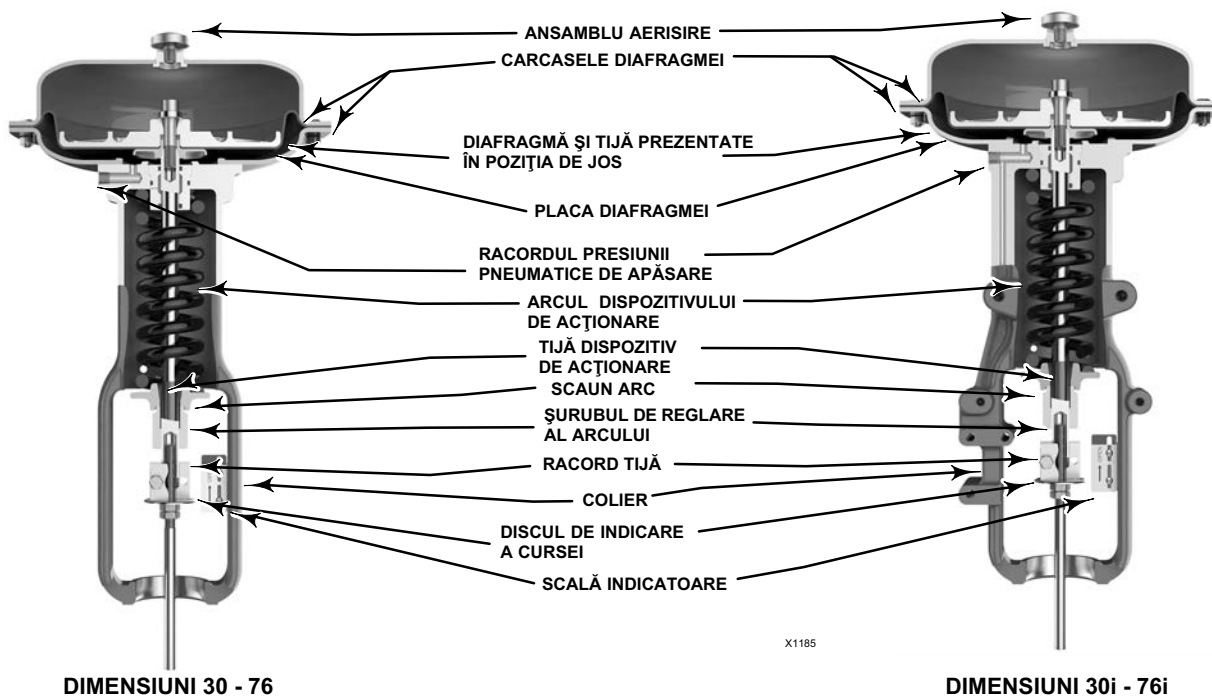 ANSAMBLU AERISIRE
CARCASELE DIAFRAGMEI
DIAFRAGMĂ ŞI TIJĂ PREZENTATE
ÎN POZIŢIA DE JOS
PLACA DIAFRAGMEI
RACORDUL PRESIUNII
PNEUMATICE DE APĂSARE
ARCUL DISPOZITIVULUI
DE ACŢIONARE
TIJĂ DISPOZITIV
DE ACŢIONARE
SCAUN ARC
ŞURUBUL DE REGLARE
AL ARCULUI
RACORD TIJĂ
COLIER
DISCUL DE INDICARE
A CURSEI
SCALĂ INDICATOARE
X1185
DIMENSIUNI 30 - 76
DIMENSIUNI 30i - 76i